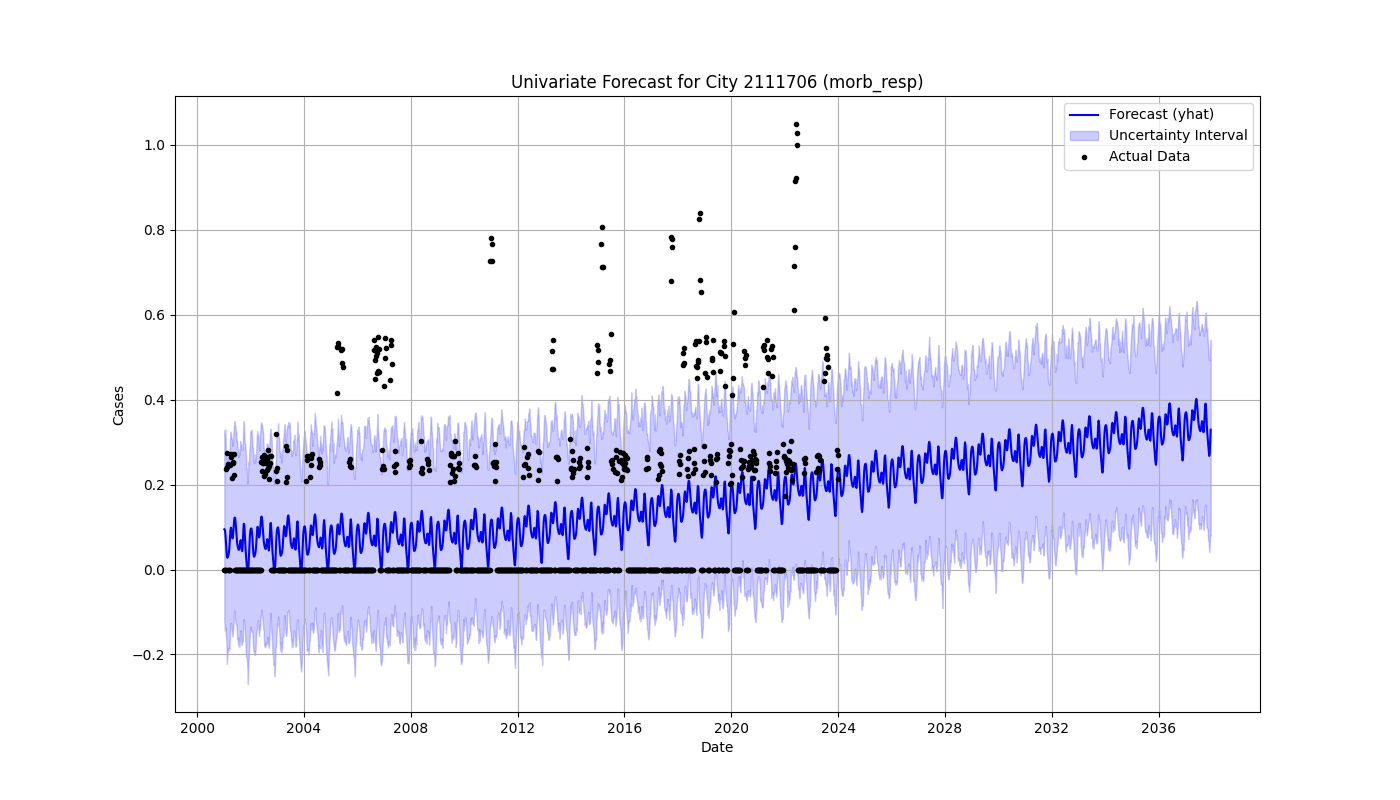 Univariate Forecast for City 2111706 (morb_resp)
Forecast (yhat)
Uncertainty Interval
Actual Data
Cases
1.0
0.8
0.6
0.4
0.2
0.0
−0.2
2000 2004 2008 2012 2016 2020 2024 2028 2032 2036
Date